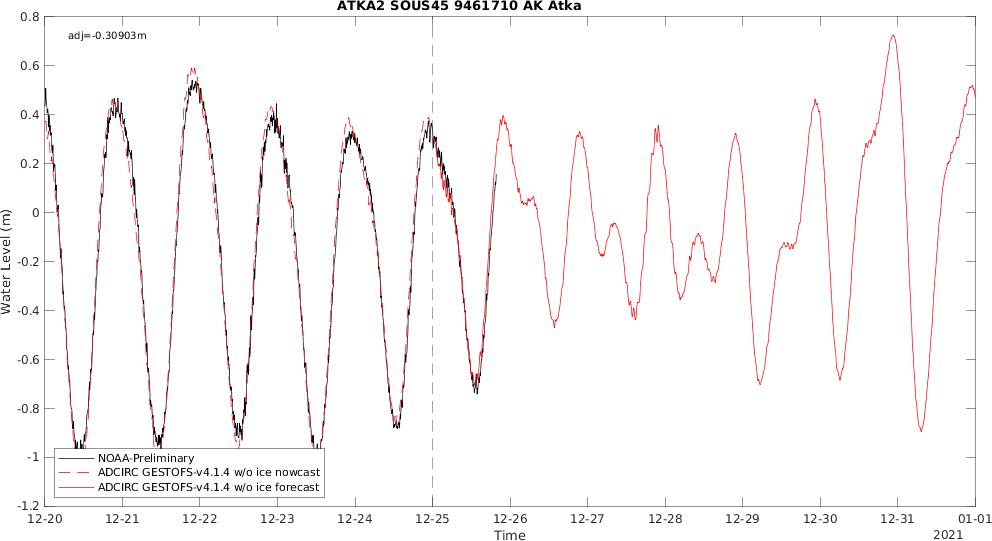 ATKA2 SOUS45 9461710 AK Atka
adj=-0.30903m
0.8
0.6
0.4
0.2
0
-0.2
-0.4
-0.6
-0.8
-1
-1.2
Water Level (m)
NOAA-Preliminary
ADCIRC GESTOFS-v4.1.4 w/o ice nowcast
ADCIRC GESTOFS-v4.1.4 w/o ice forecast
12-20 12-21 12-22 12-23 12-24 12-25 12-26 12-27 12-28 12-29 12-30 12-31 01-01
Time
2021